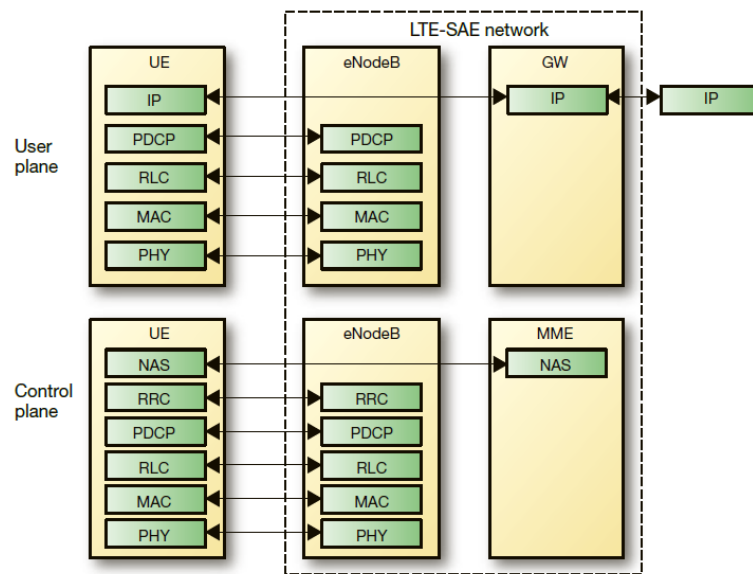 LTE-SAE network
UE
eNodeB
GW
IP
IP
IP
User
plane
PDCP
PDCP
RLC
RLC
MAC
MAC
PHY
PHY
UE
eNodeB
MME
NAS
NAS
Control
plane
RRC
RRC
PDCP
PDCP
RLC
RLC
MAC
MAC
PHY
PHY